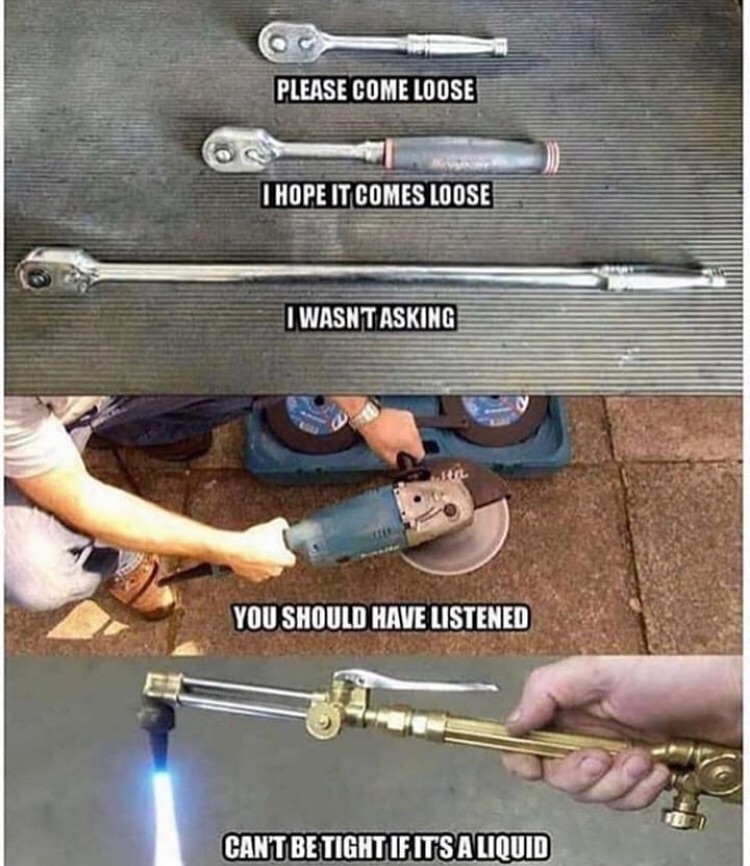 PLEASE COME LOOSE
I HOPE IT COMES LOOSE
I WASN'T ASKING
YOU SHOULD HAVE LISTENED
CAN'T BE TIGHT IF IT'S A LIQUID